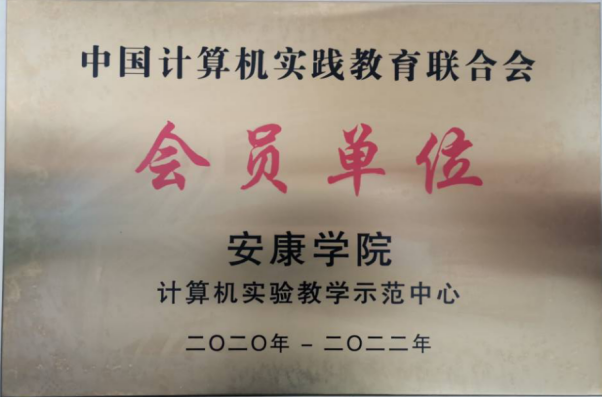 中国计算机实践教育联合会
会员单位
安康学院
计算机实验教学示范中心
二〇二〇年 - 二〇二二年